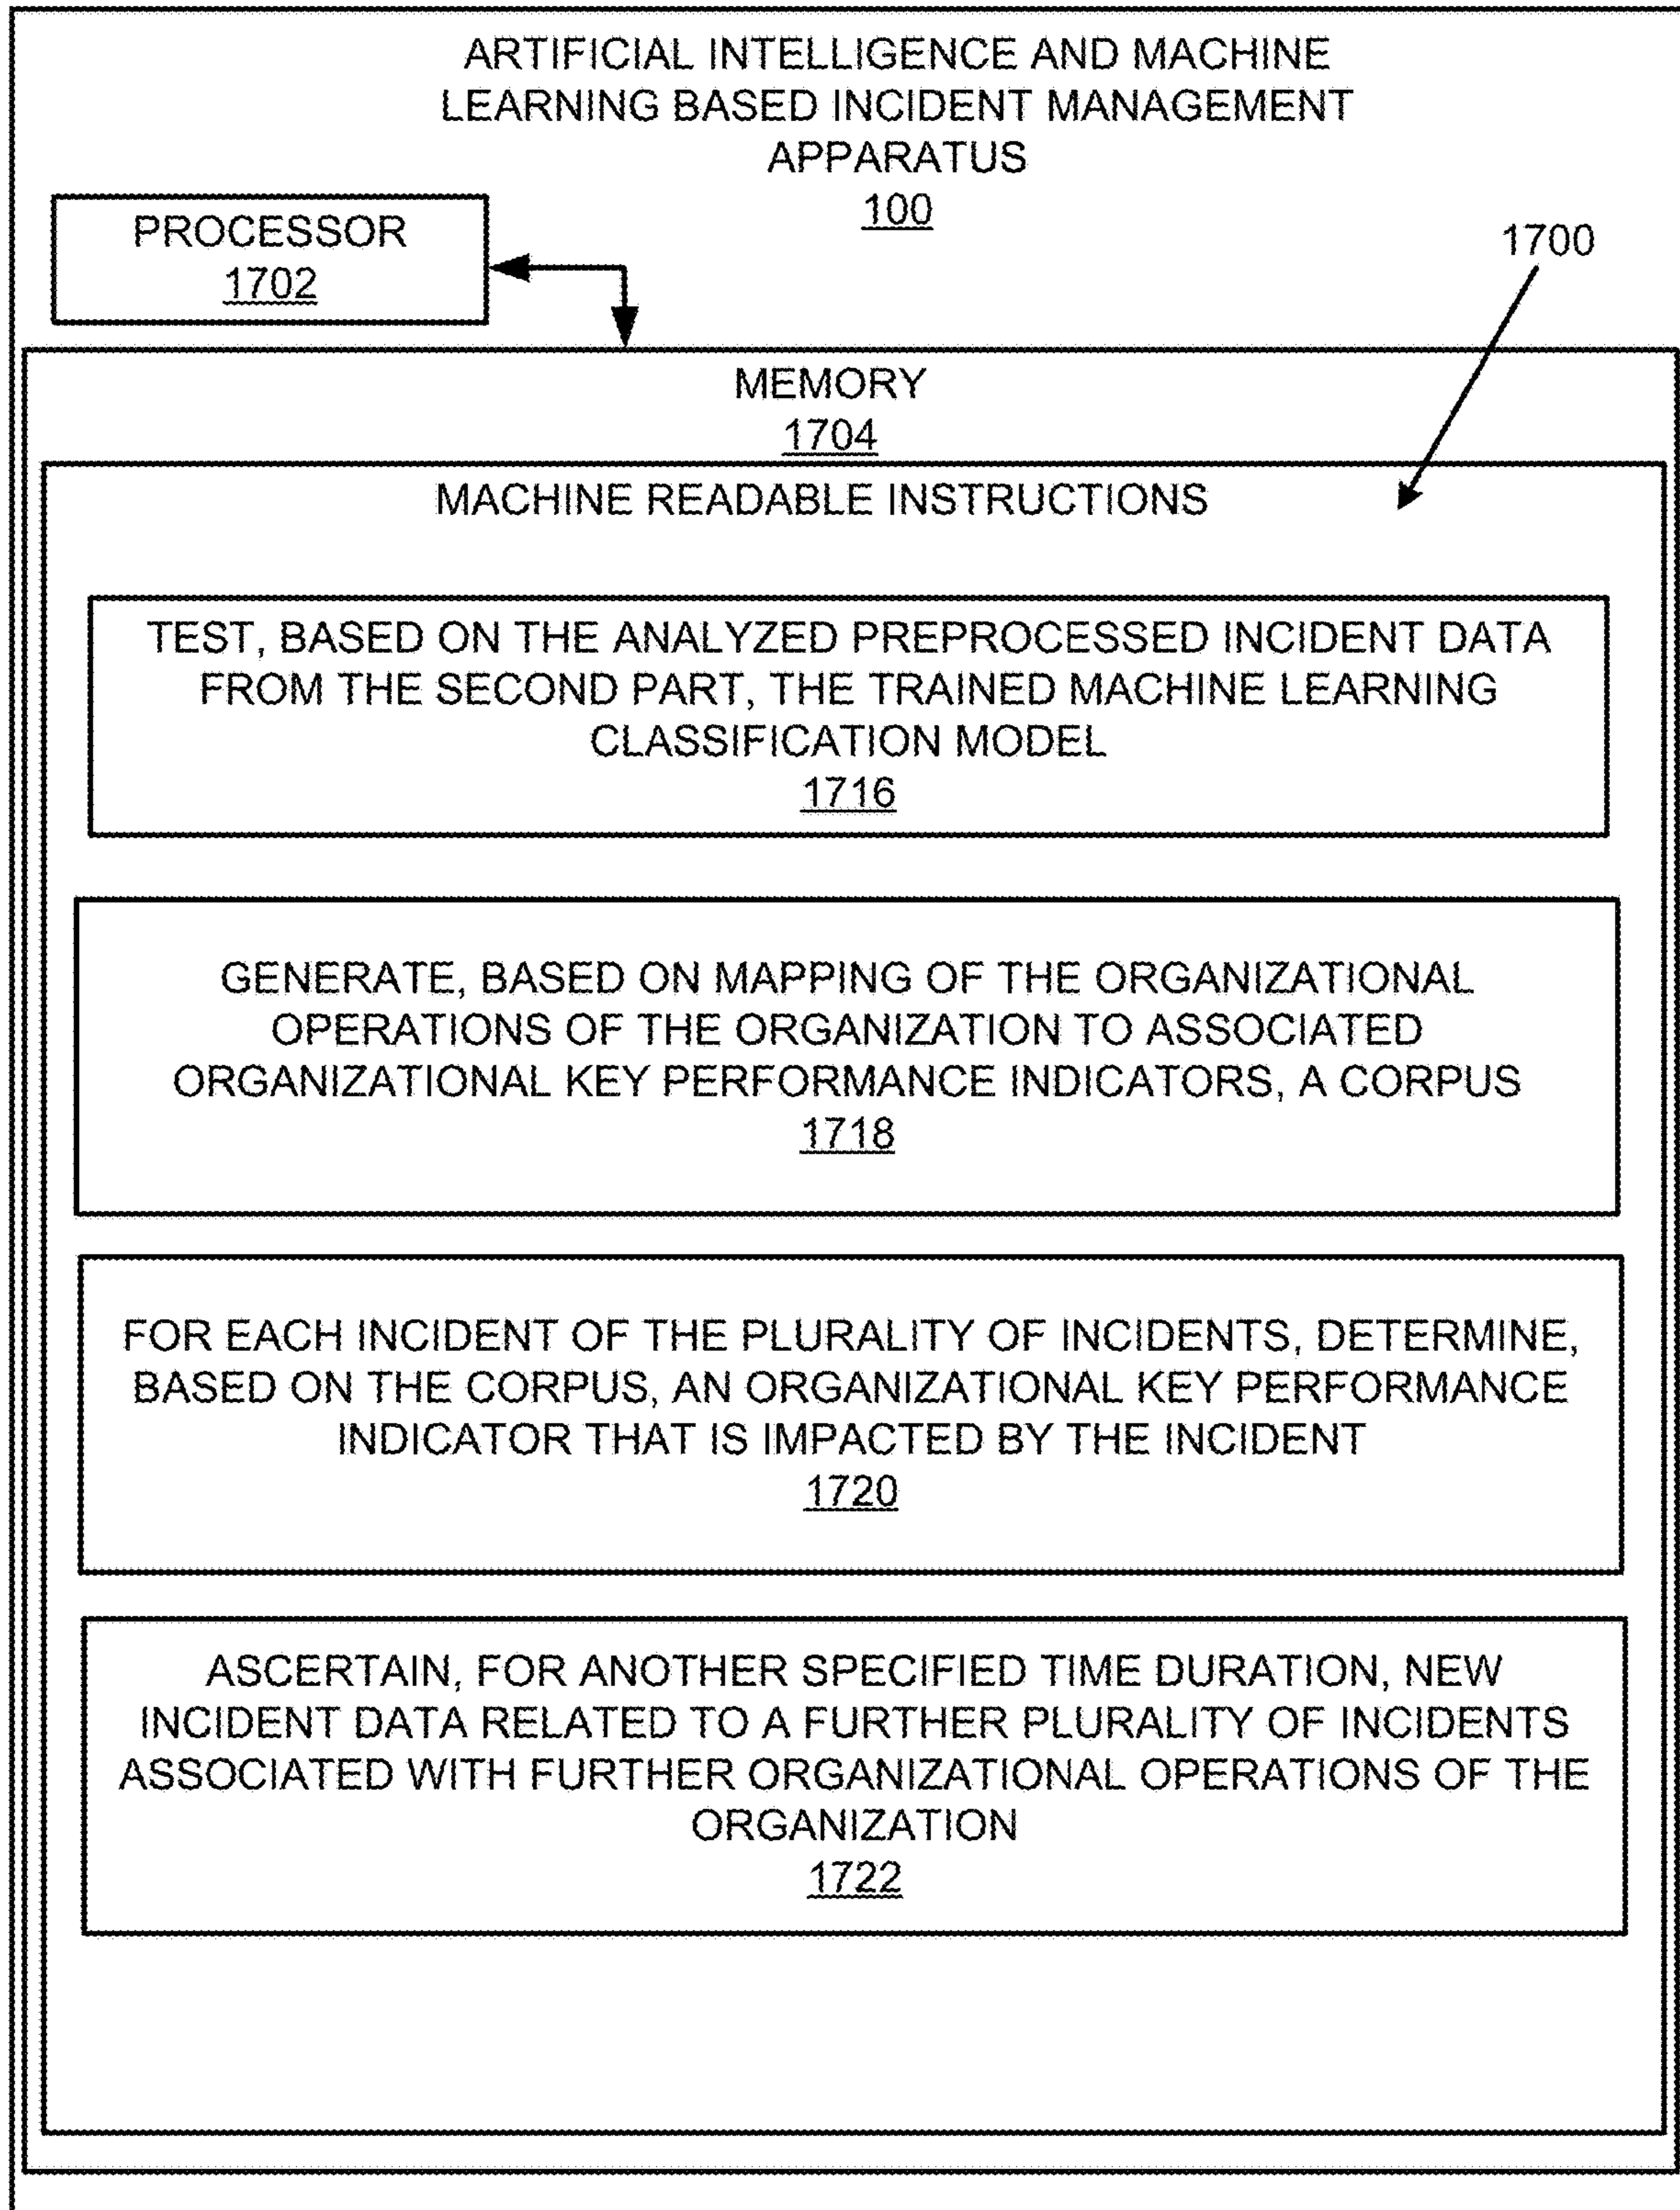 ARTIFICIAL INTELLIGENCE AND MACHINE
LEARNING BASED INCIDENT MANAGEMENT
APPARATUS
100
PROCESSOR
1702
1700
MEMORY
1704
MACHINE READABLE INSTRUCTIONS
TEST, BASED ON THE ANALYZED PREPROCESSED INCIDENT DATA
FROM THE SECOND PART, THE TRAINED MACHINE LEARNING
CLASSIFICATION MODEL
1716
GENERATE, BASED ON MAPPING OF THE ORGANIZATIONAL
OPERATIONS OF THE ORGANIZATION TO ASSOCIATED
ORGANIZATIONAL KEY PERFORMANCE INDICATORS, A CORPUS
1718
FOR EACH INCIDENT OF THE PLURALITY OF INCIDENTS, DETERMINE,
BASED ON THE CORPUS, AN ORGANIZATIONAL KEY PERFORMANCE
INDICATOR THAT IS IMPACTED BY THE INCIDENT
1720
ASCERTAIN, FOR ANOTHER SPECIFIED TIME DURATION, NEW
INCIDENT DATA RELATED TO A FURTHER PLURALITY OF INCIDENTS
ASSOCIATED WITH FURTHER ORGANIZATIONAL OPERATIONS OF THE
ORGANIZATION
1722